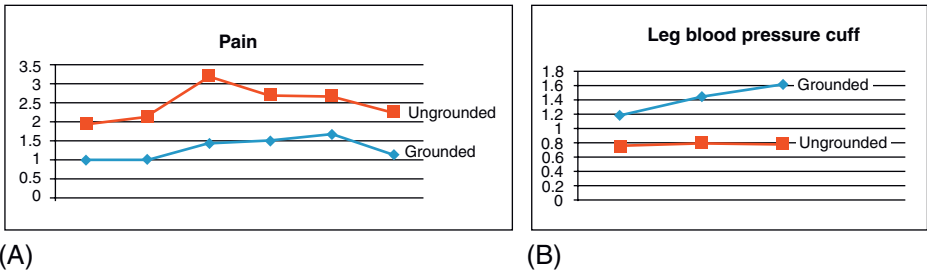 Pain
3.5
3
2.5
2
1.5
1
0.5
0
Ungrounded
Grounded
(A)
Leg blood pressure cuff
1.8
1.6
1.4
1.2
1
0.8
0.6
0.4
0.2
0
Grounded
Ungrounded
(B)